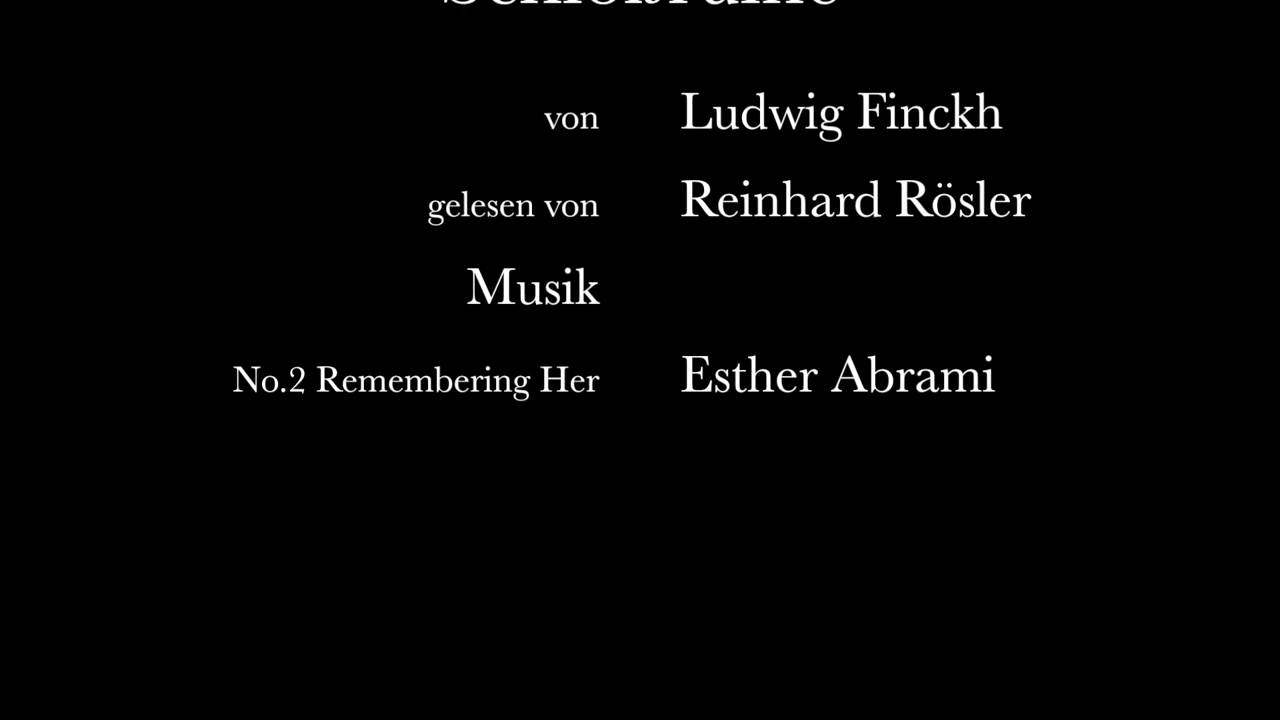 von Ludwig Finckh
gelesen von Reinhard Rösler
Musik
No.2 Remembering Her Esther Abrami